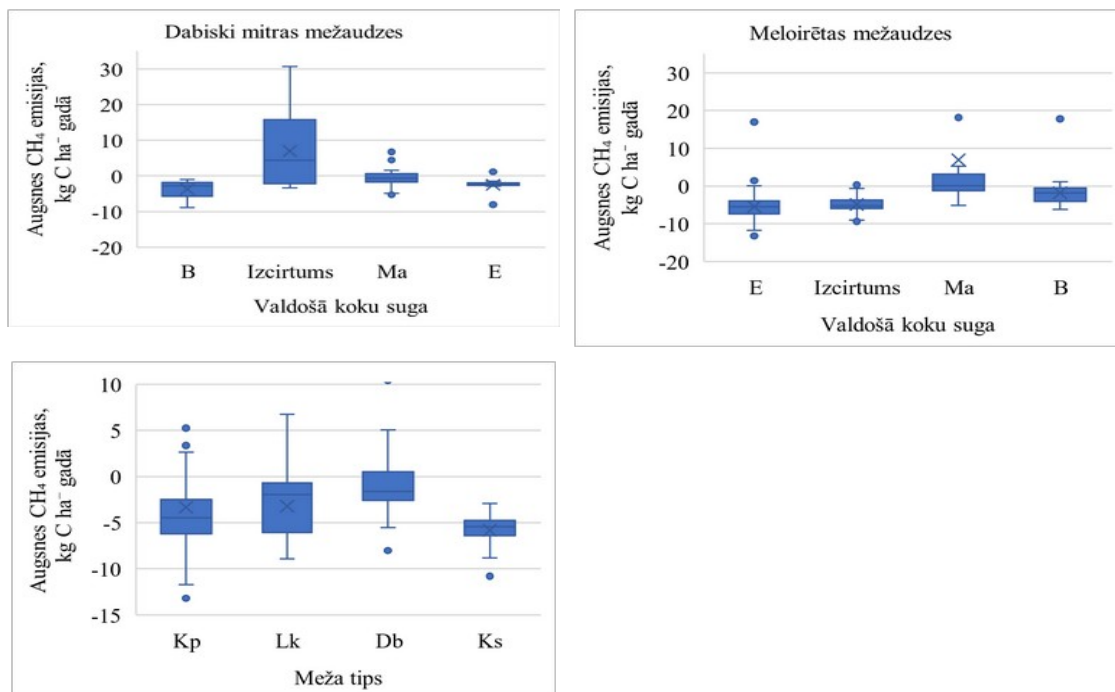 Dabiski mitras mežaudzes
Augsnes CH₄ emisijas,
kg C ha⁻ gadā
30
20
10
0
-10
-20
B Izcirtums Ma E
Valdošā koku suga
Meloirētas mežaudzes
Augsnes CH₄ emisijas,
kg C ha⁻ gadā
30
20
10
0
-10
-20
E Izcirtums Ma B
Valdošā koku suga
Augsnes CH₄ emisijas,
kg C ha⁻ gadā
10
5
0
-5
-10
-15
Kp Lk Db Ks
Meža tips